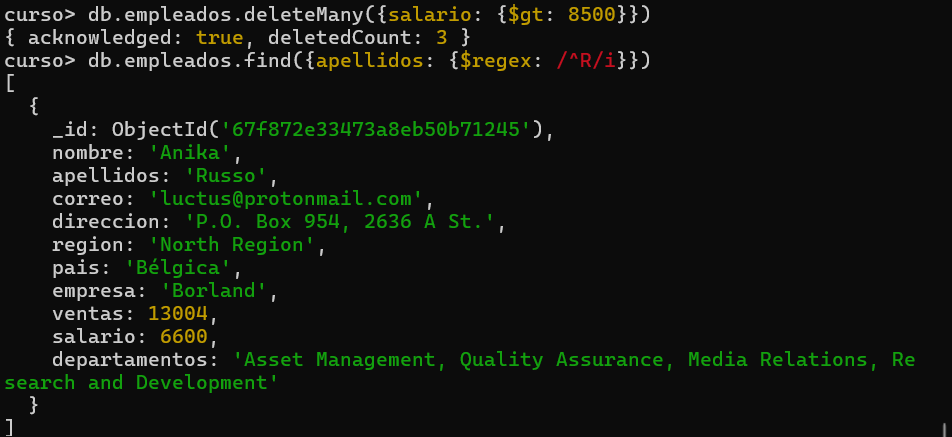 curso> db.empleados.deleteMany({salario: {$gt: 8500}})
{ acknowledged: true, deletedCount: 3 }
curso> db.empleados.find({apellidos: {$regex: /^R/i}})
[
  {
    _id: ObjectId('67f872e33473a8eb50b71245'),
    nombre: 'Anika',
    apellidos: 'Russo',
    correo: 'luctus@protonmail.com',
    direccion: 'P.O. Box 954, 2636 A St.',
    region: 'North Region',
    pais: 'Bélgica',
    empresa: 'Borland',
    ventas: 13004,
    salario: 6600,
    departamentos: 'Asset Management, Quality Assurance, Media Relations, Re
search and Development'
  }
]